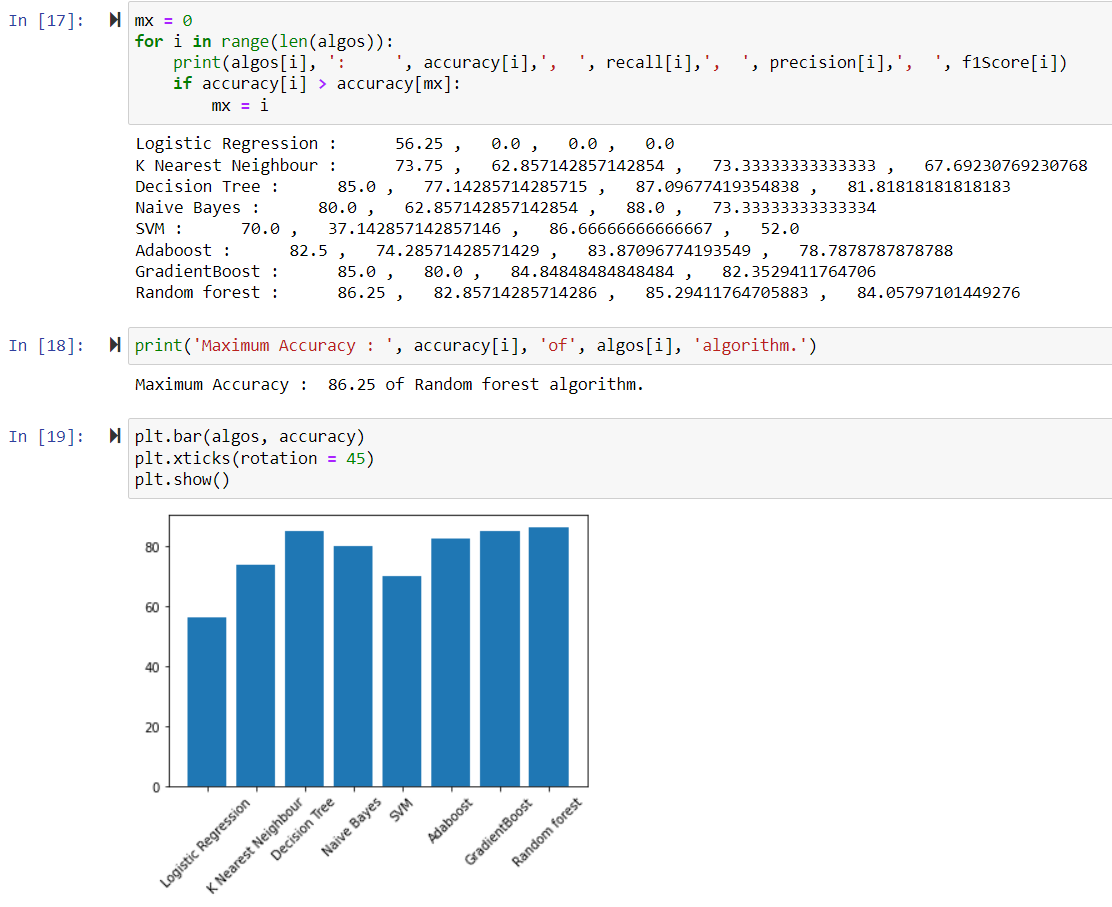 In [17]:
mx = 0
for i in range(len(algos)):
    print(algos[i], ':     ', accuracy[i],',  ', recall[i],',  ', precision[i],',  ', f1Score[i])
    if accuracy[i] > accuracy[mx]:
        mx = i
Logistic Regression :      56.25 ,   0.0 ,   0.0 ,   0.0
K Nearest Neighbour :      73.75 ,   62.857142857142854 ,   73.33333333333333 ,   67.69230769230768
Decision Tree :      85.0 ,   77.14285714285715 ,   87.09677419354838 ,   81.81818181818183
Naive Bayes :      80.0 ,   62.857142857142854 ,   88.0 ,   73.33333333333334
SVM :      70.0 ,   37.142857142857146 ,   86.66666666666667 ,   52.0
Adaboost :      82.5 ,   74.28571428571429 ,   83.87096774193549 ,   78.7878787878788
GradientBoost :      85.0 ,   80.0 ,   84.84848484848484 ,   82.3529411764706
Random forest :      86.25 ,   82.85714285714286 ,   85.29411764705883 ,   84.05797101449276
In [18]:
print('Maximum Accuracy : ', accuracy[i], 'of', algos[i], 'algorithm.')
Maximum Accuracy :  86.25 of Random forest algorithm.
In [19]:
plt.bar(algos, accuracy)
plt.xticks(rotation = 45)
plt.show()
80
60
40
20
0
Logistic Regression
K Nearest Neighbour
Decision Tree
Naive Bayes
SVM
Adaboost
GradientBoost
Random forest